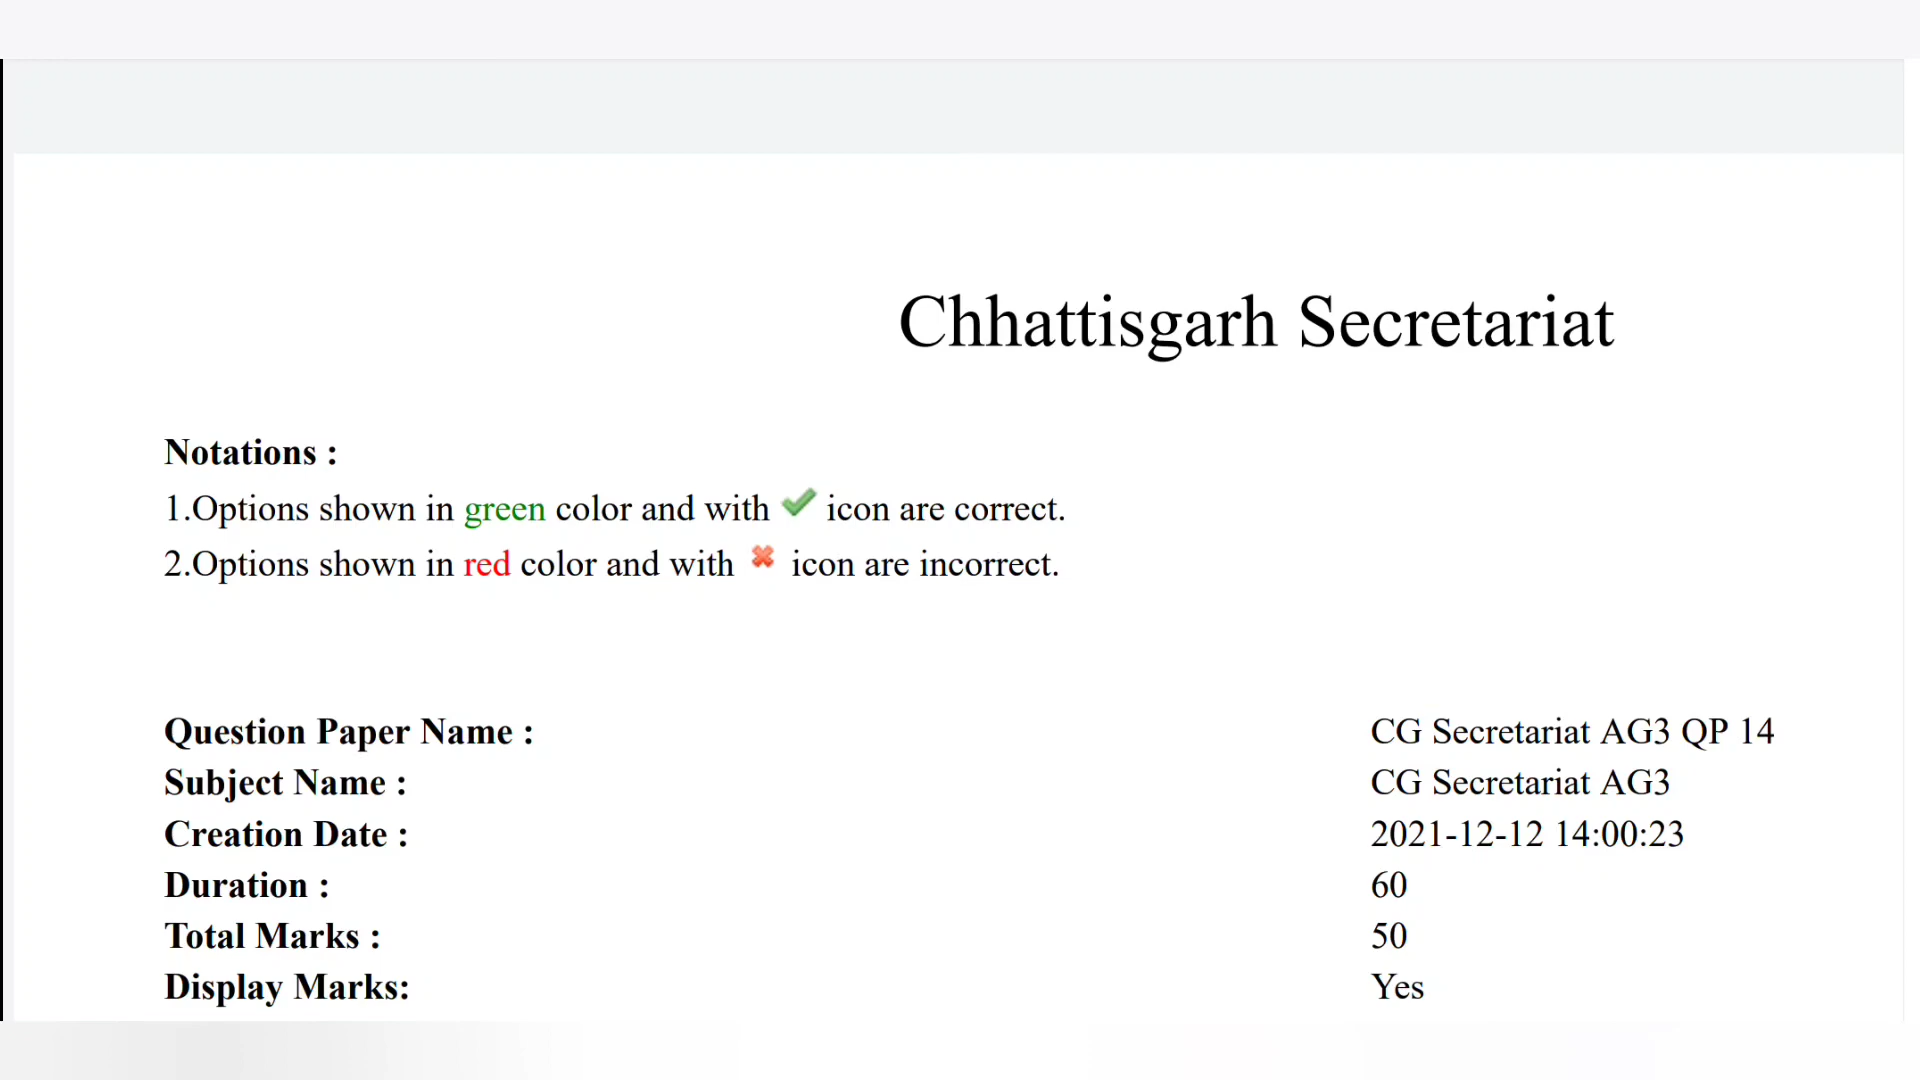 Chhattisgarh Secretariat
Notations :
1.Options shown in green color and with icon are correct.
2.Options shown in red color and with icon are incorrect.
Question Paper Name : CG Secretariat AG3 QP 14
Subject Name : CG Secretariat AG3
Creation Date : 2021-12-12 14:00:23
Duration : 60
Total Marks : 50
Display Marks: Yes